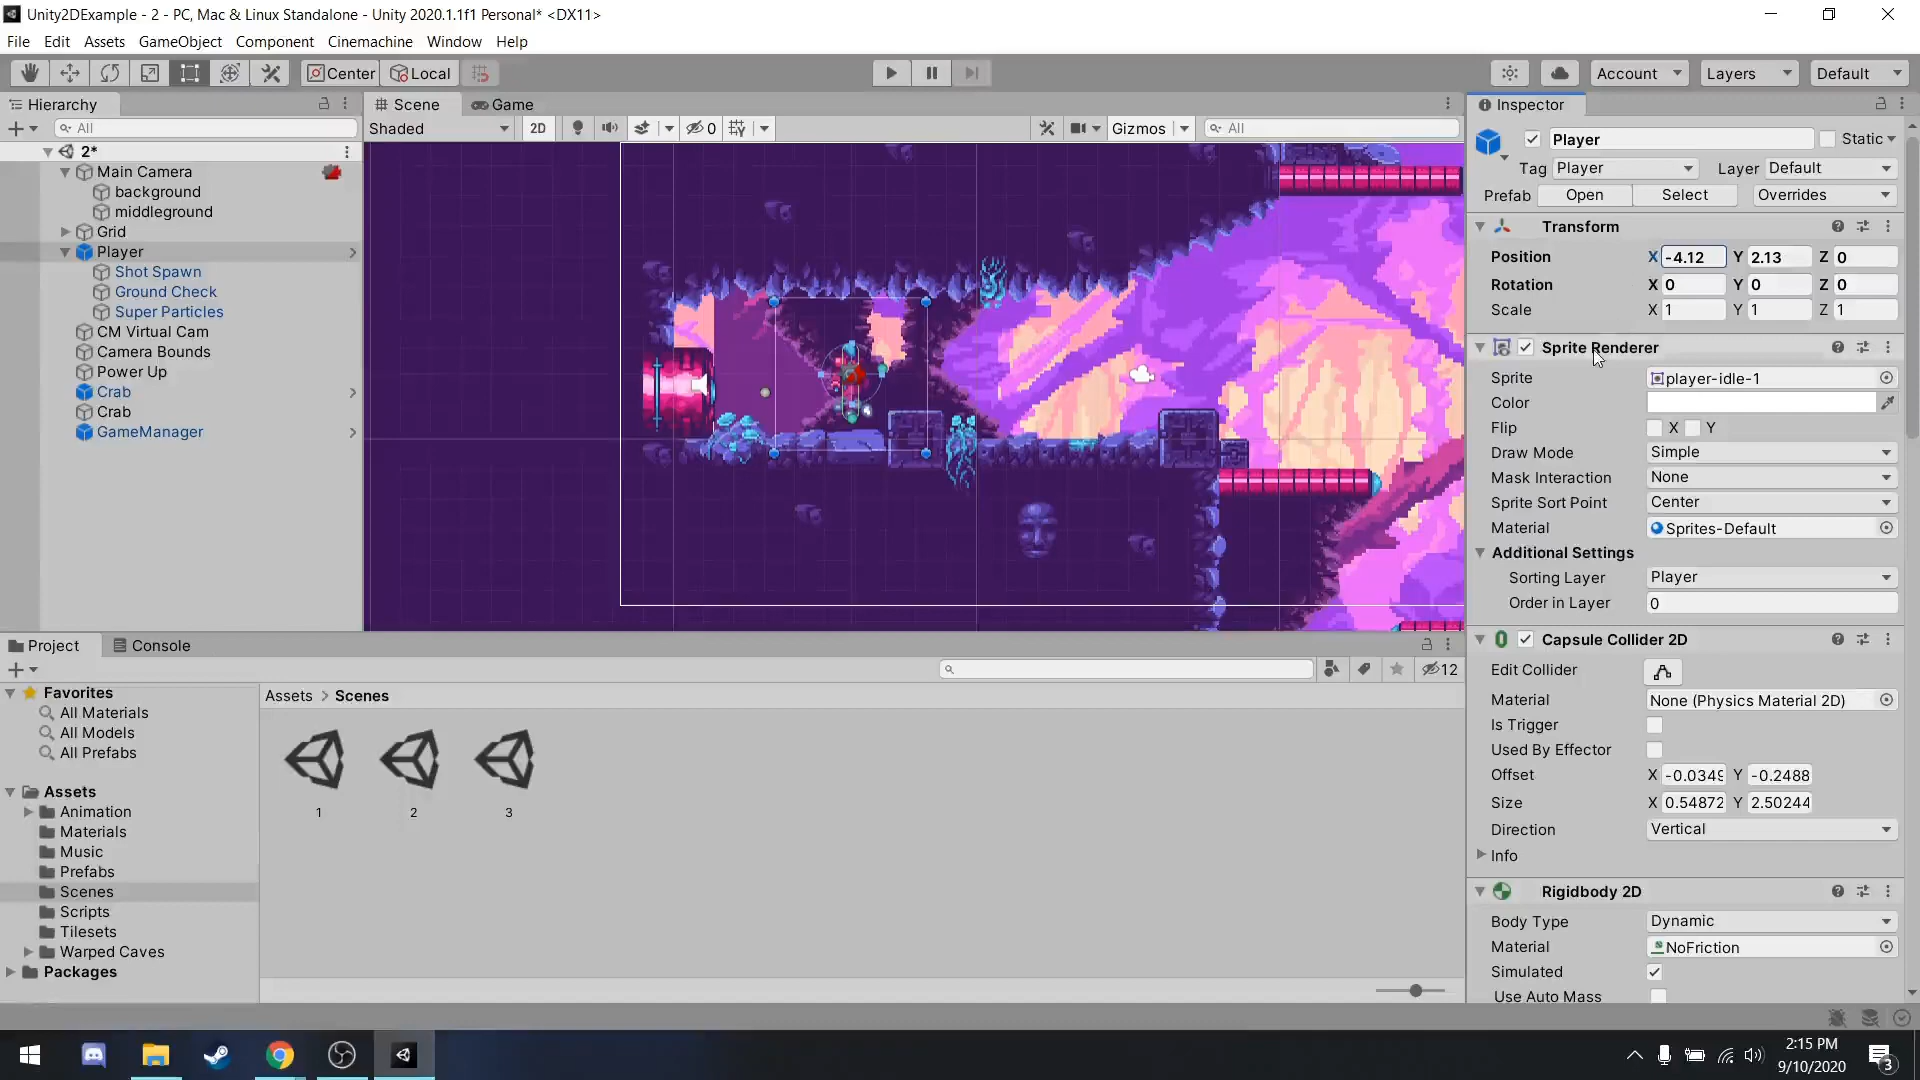 Unity2DExample - 2 - PC, Mac & Linux Standalone - Unity 2020.1.1f1 Personal* <DX11>
File Edit Assets GameObject Component Cinemachine Window Help
Center Local Account Layers Default
Hierarchy
All
2*
Main Camera
background
middleground
Grid
Player
Shot Spawn
Ground Check
Super Particles
CM Virtual Cam
Camera Bounds
Power Up
Crab
Crab
GameManager
Scene Game
Shaded 2D 0 Gizmos All
Inspector
Player Static
Tag Player Layer Default
Prefab Open Select Overrides
Transform
Position X -4.12 Y 2.13 Z 0
Rotation X 0 Y 0 Z 0
Scale X 1 Y 1 Z 1
Sprite Renderer
Sprite player-idle-1
Color
Flip X Y
Draw Mode Simple
Mask Interaction None
Sprite Sort Point Center
Material Sprites-Default
Additional Settings
Sorting Layer Player
Order in Layer 0
Capsule Collider 2D
Edit Collider
Material None (Physics Material 2D)
Is Trigger
Used By Effector
Offset X -0.0349 Y -0.2488
Size X 0.54872 Y 2.50244
Direction Vertical
Info
Rigidbody 2D
Body Type Dynamic
Material NoFriction
Simulated
Use Auto Mass
Project Console
12
Favorites
All Materials
All Models
All Prefabs
Assets
Animation
Materials
Music
Prefabs
Scenes
Scripts
Tilesets
Warped Caves
Packages
Assets > Scenes
1 2 3
2:15 PM
9/10/2020
3